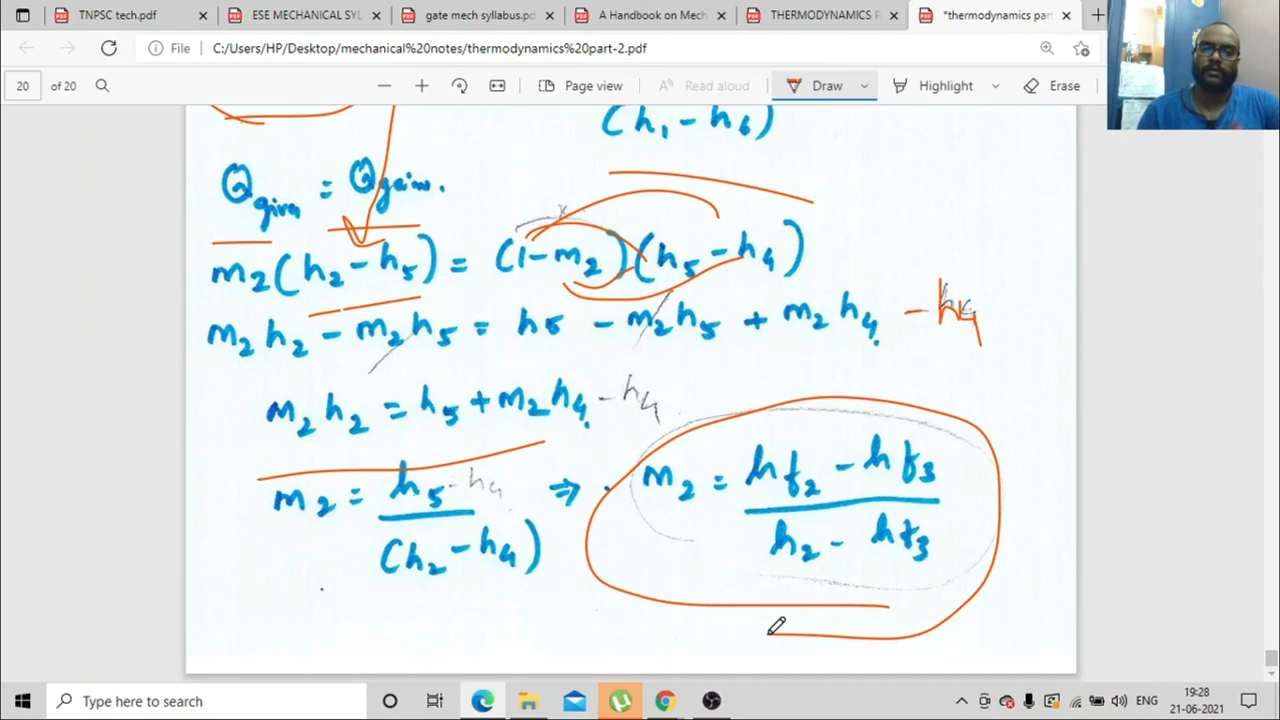 TNPSC tech.pdf
ESE MECHANICAL SYL
gate mech syllabus.pd
A Handbook on Mech
THERMODYNAMICS P
*thermodynamics par
File C:/Users/HP/Desktop/mechanical%20notes/thermodynamics%20part-2.pdf
20 of 20 Page view Read aloud Draw Highlight Erase
(h₁ - h₆)
Q given = Q gain.
m₂(h₂ - h₅) = (1 - m₂)(h₅ - h₄)
m₂h₂ - m₂h₅ = h5 - m₂h₅ + m₂h₄. - h4
m₂h₂ = h₅ + m₂h₄. - h4
m₂ = h₅ - h4 / (h₂ - h₄) ⇒ m₂ = hf₂ - hf₃ / h₂ - hf₃
Type here to search
ENG
19:28
21-06-2021